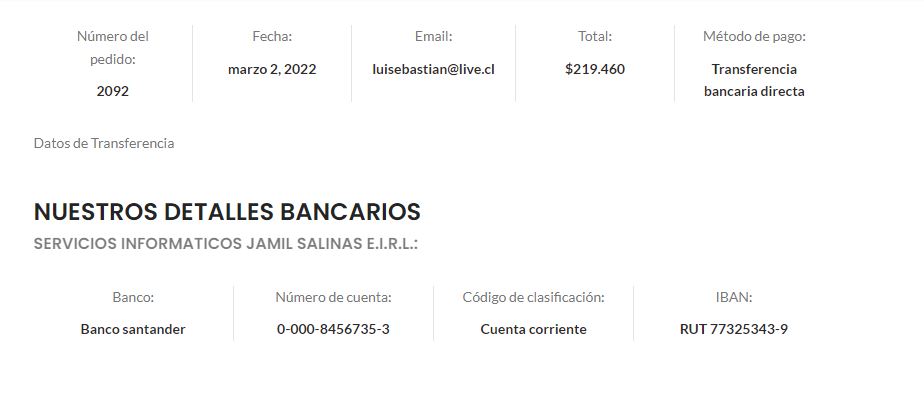 Número del
pedido:
2092
Fecha:
marzo 2, 2022
Email:
luisebastian@live.cl
Total:
$219.460
Método de pago:
Transferencia
bancaria directa
Datos de Transferencia
NUESTROS DETALLES BANCARIOS
SERVICIOS INFORMATICOS JAMIL SALINAS E.I.R.L.:
Banco:
Banco santander
Número de cuenta:
0-000-8456735-3
Código de clasificación:
Cuenta corriente
IBAN:
RUT 77325343-9